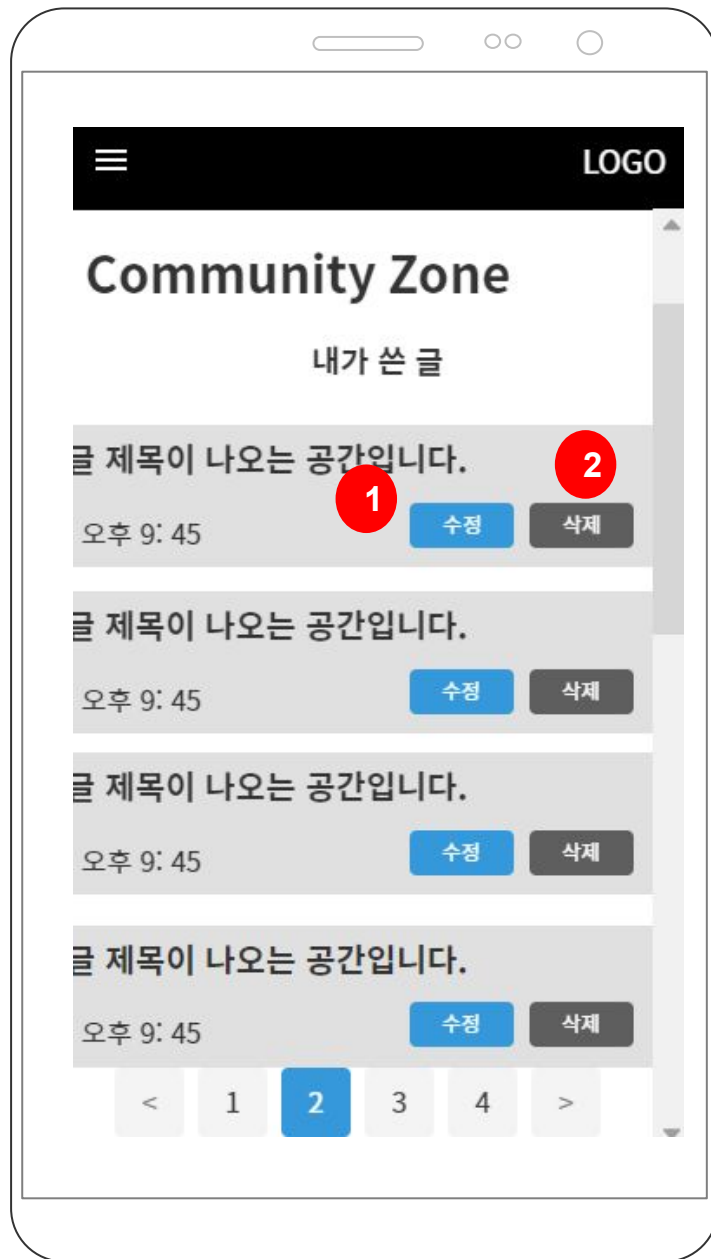 LOGO
Community Zone
내가 쓴 글
글 제목이 나오는 공간입니다.
2
1
오후 9: 45 수정 삭제
글 제목이 나오는 공간입니다.
오후 9: 45 수정 삭제
글 제목이 나오는 공간입니다.
오후 9: 45 수정 삭제
글 제목이 나오는 공간입니다.
오후 9: 45 수정 삭제
< 1 2 3 4 >